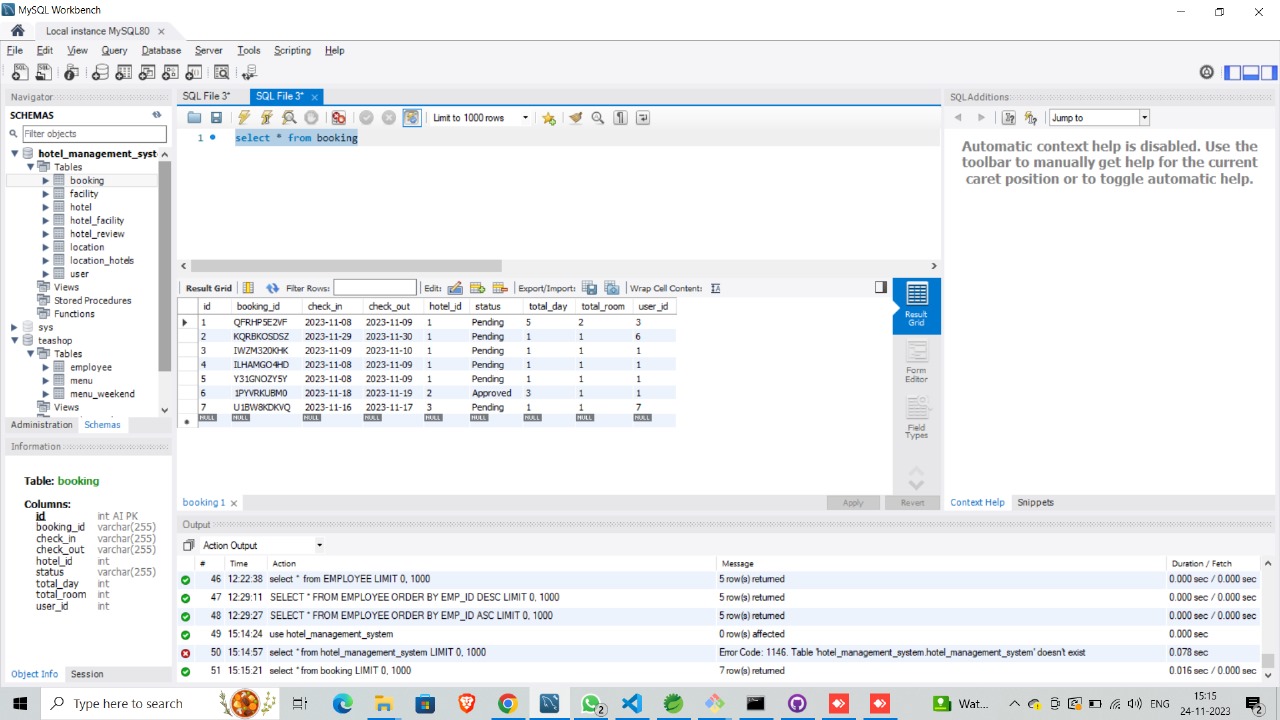 MySQL Workbench
Local instance MySQL80
File Edit View Query Database Server Tools Scripting Help
Navigator
SCHEMAS
Filter objects
hotel_management_syst
Tables
booking
facility
hotel
hotel_facility
hotel_review
location
location_hotels
user
Views
Stored Procedures
Functions
sys
teashop
Tables
employee
menu
menu_weekend
Views
Administration Schemas
Information
Table: booking
Columns:
id int AI PK
booking_id varchar(255)
check_in varchar(255)
check_out varchar(255)
hotel_id int
status varchar(255)
total_day int
total_room int
user_id int
Object Info Session
SQL File 3* SQL File 3*
Limit to 1000 rows
1 select * from booking
Result Grid Filter Rows: Edit: Export/Import: Wrap Cell Content:
id booking_id check_in check_out hotel_id status total_day total_room user_id
1 QFRHPSE2VF 2023-11-08 2023-11-09 1 Pending 5 2 3
2 KQRBKOSDSZ 2023-11-29 2023-11-30 1 Pending 1 1 6
3 IWZM320KHK 2023-11-09 2023-11-10 1 Pending 1 1 1
4 ILHAMGO4HD 2023-11-08 2023-11-09 1 Pending 1 1 1
5 Y31GNOZY5Y 2023-11-08 2023-11-09 1 Pending 1 1 1
6 1PYVRKUBM0 2023-11-18 2023-11-19 2 Approved 3 1 1
7 U1BW8KDKVQ 2023-11-16 2023-11-17 3 Pending 1 1 7
NULL NULL NULL NULL NULL NULL NULL NULL NULL
Result Grid
Form Editor
Field Types
booking 1
Apply Revert
SQLAdditions
Jump to
Automatic context help is disabled. Use the
toolbar to manually get help for the current
caret position or to toggle automatic help.
Context Help Snippets
Output
Action Output
# Time Action Message Duration / Fetch
46 12:22:38 select * from EMPLOYEE LIMIT 0, 1000 5 row(s) returned 0.000 sec / 0.000 sec
47 12:29:11 SELECT * FROM EMPLOYEE ORDER BY EMP_ID DESC LIMIT 0, 1000 5 row(s) returned 0.000 sec / 0.000 sec
48 12:29:27 SELECT * FROM EMPLOYEE ORDER BY EMP_ID ASC LIMIT 0, 1000 5 row(s) returned 0.000 sec / 0.000 sec
49 15:14:24 use hotel_management_system 0 row(s) affected 0.000 sec
50 15:14:57 select * from hotel_management_system LIMIT 0, 1000 Error Code: 1146. Table 'hotel_management_system.hotel_management_system' doesn't exist 0.078 sec
51 15:15:21 select * from booking LIMIT 0, 1000 7 row(s) returned 0.016 sec / 0.000 sec
Type here to search
2
Wat...
ENG
15:15
24-11-2023
2